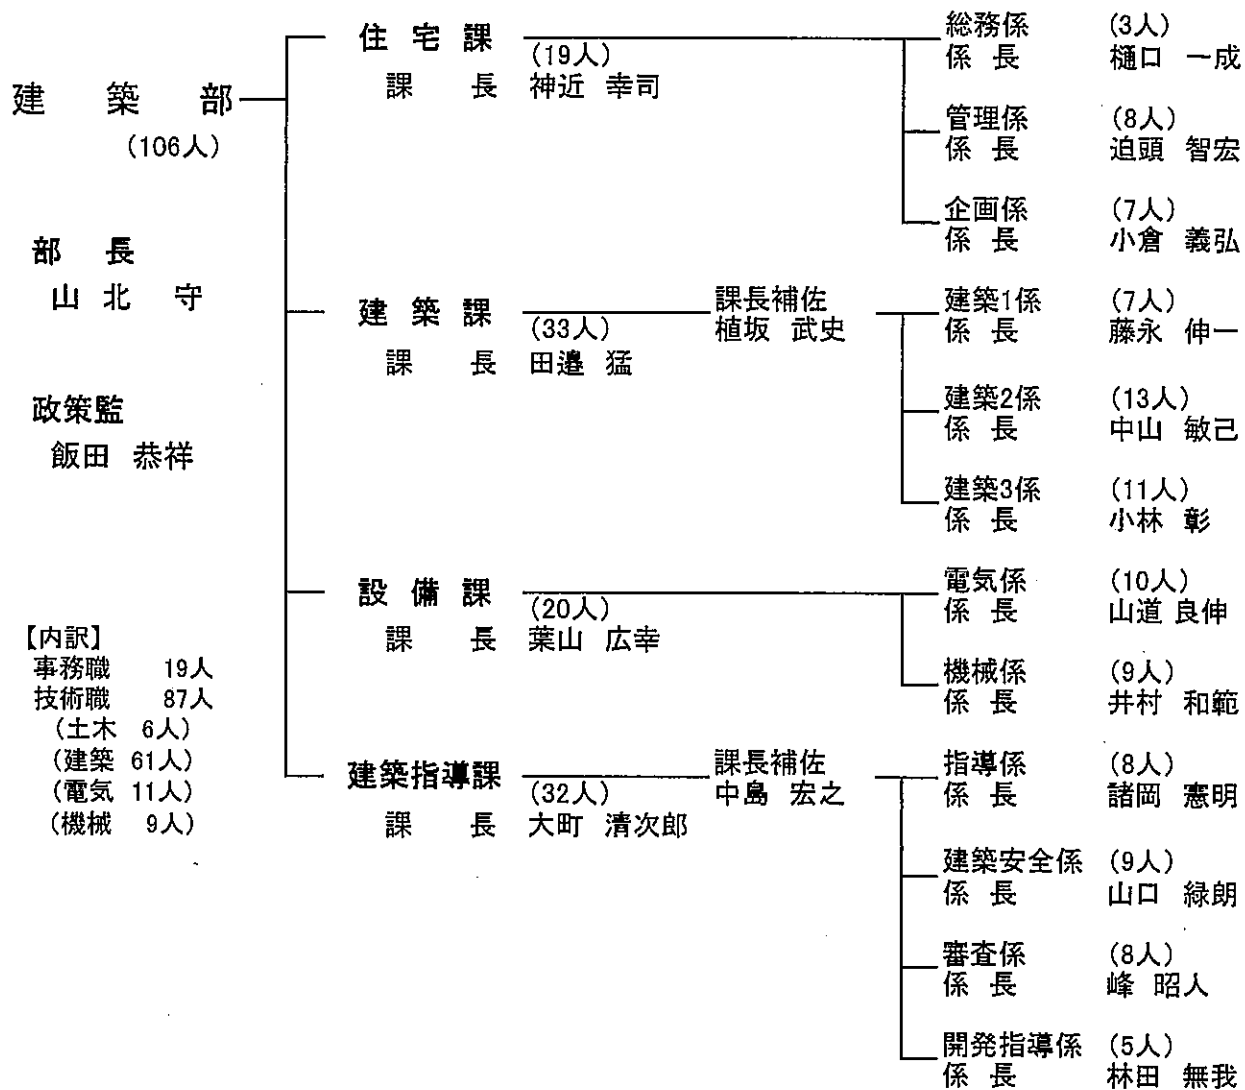 建築部
(106人)
部長
山北 守
政策監
飯田 恭祥
【内訳】
事務職 19人
技術職 87人
(土木 6人)
(建築 61人)
(電気 11人)
(機械 9人)
住宅課
(19人)
課長 神近 幸司
総務係 (3人)
係長 樋口 一成
管理係 (8人)
係長 迫頭 智宏
企画係 (7人)
係長 小倉 義弘
建築課
(33人)
課長 田邉 猛
課長補佐
植坂 武史
建築1係 (7人)
係長 藤永 伸一
建築2係 (13人)
係長 中山 敏己
建築3係 (11人)
係長 小林 彰
設備課
(20人)
課長 葉山 広幸
電気係 (10人)
係長 山道 良伸
機械係 (9人)
係長 井村 和範
建築指導課
(32人)
課長 大町 清次郎
課長補佐
中島 宏之
指導係 (8人)
係長 諸岡 憲明
建築安全係 (9人)
係長 山口 緑朗
審査係 (8人)
係長 峰 昭人
開発指導係 (5人)
係長 林田 無我